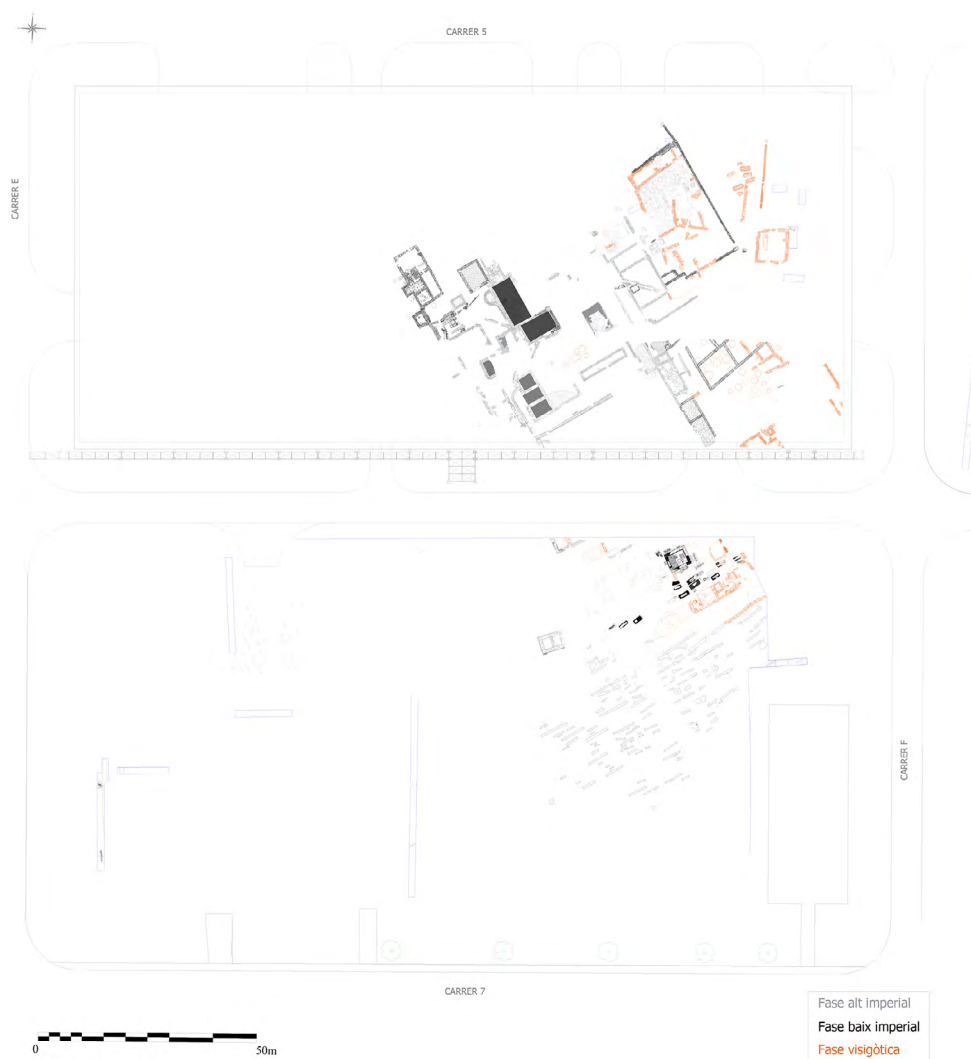 CARRER 5
CARRER E
CARRER F
CARRER 7
0
50m
Fase alt imperial
Fase baix imperial
Fase visigòtica